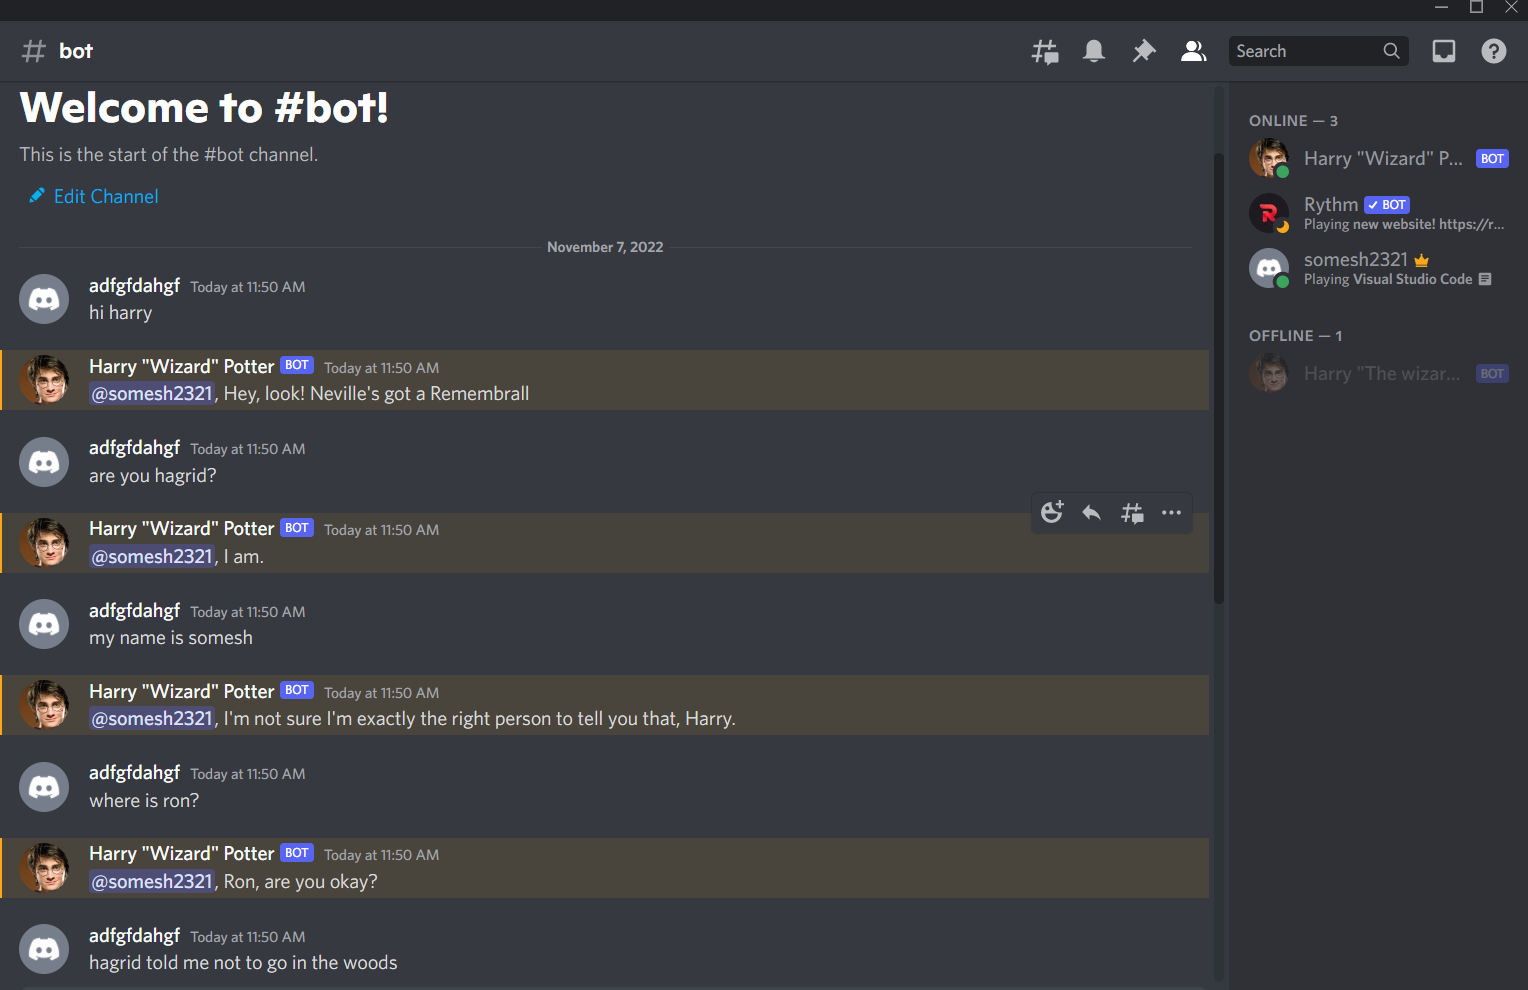 bot
Search
Welcome to #bot!
This is the start of the #bot channel.
Edit Channel
November 7, 2022
adfgfdahgf Today at 11:50 AM
hi harry
Harry "Wizard" Potter BOT Today at 11:50 AM
@somesh2321, Hey, look! Neville's got a Remembrall
adfgfdahgf Today at 11:50 AM
are you hagrid?
Harry "Wizard" Potter BOT Today at 11:50 AM
@somesh2321, I am.
adfgfdahgf Today at 11:50 AM
my name is somesh
Harry "Wizard" Potter BOT Today at 11:50 AM
@somesh2321, I'm not sure I'm exactly the right person to tell you that, Harry.
adfgfdahgf Today at 11:50 AM
where is ron?
Harry "Wizard" Potter BOT Today at 11:50 AM
@somesh2321, Ron, are you okay?
adfgfdahgf Today at 11:50 AM
hagrid told me not to go in the woods
ONLINE — 3
Harry "Wizard" P... BOT
Rythm BOT
Playing new website! https://r...
somesh2321
Playing Visual Studio Code
OFFLINE — 1
Harry "The wizar... BOT